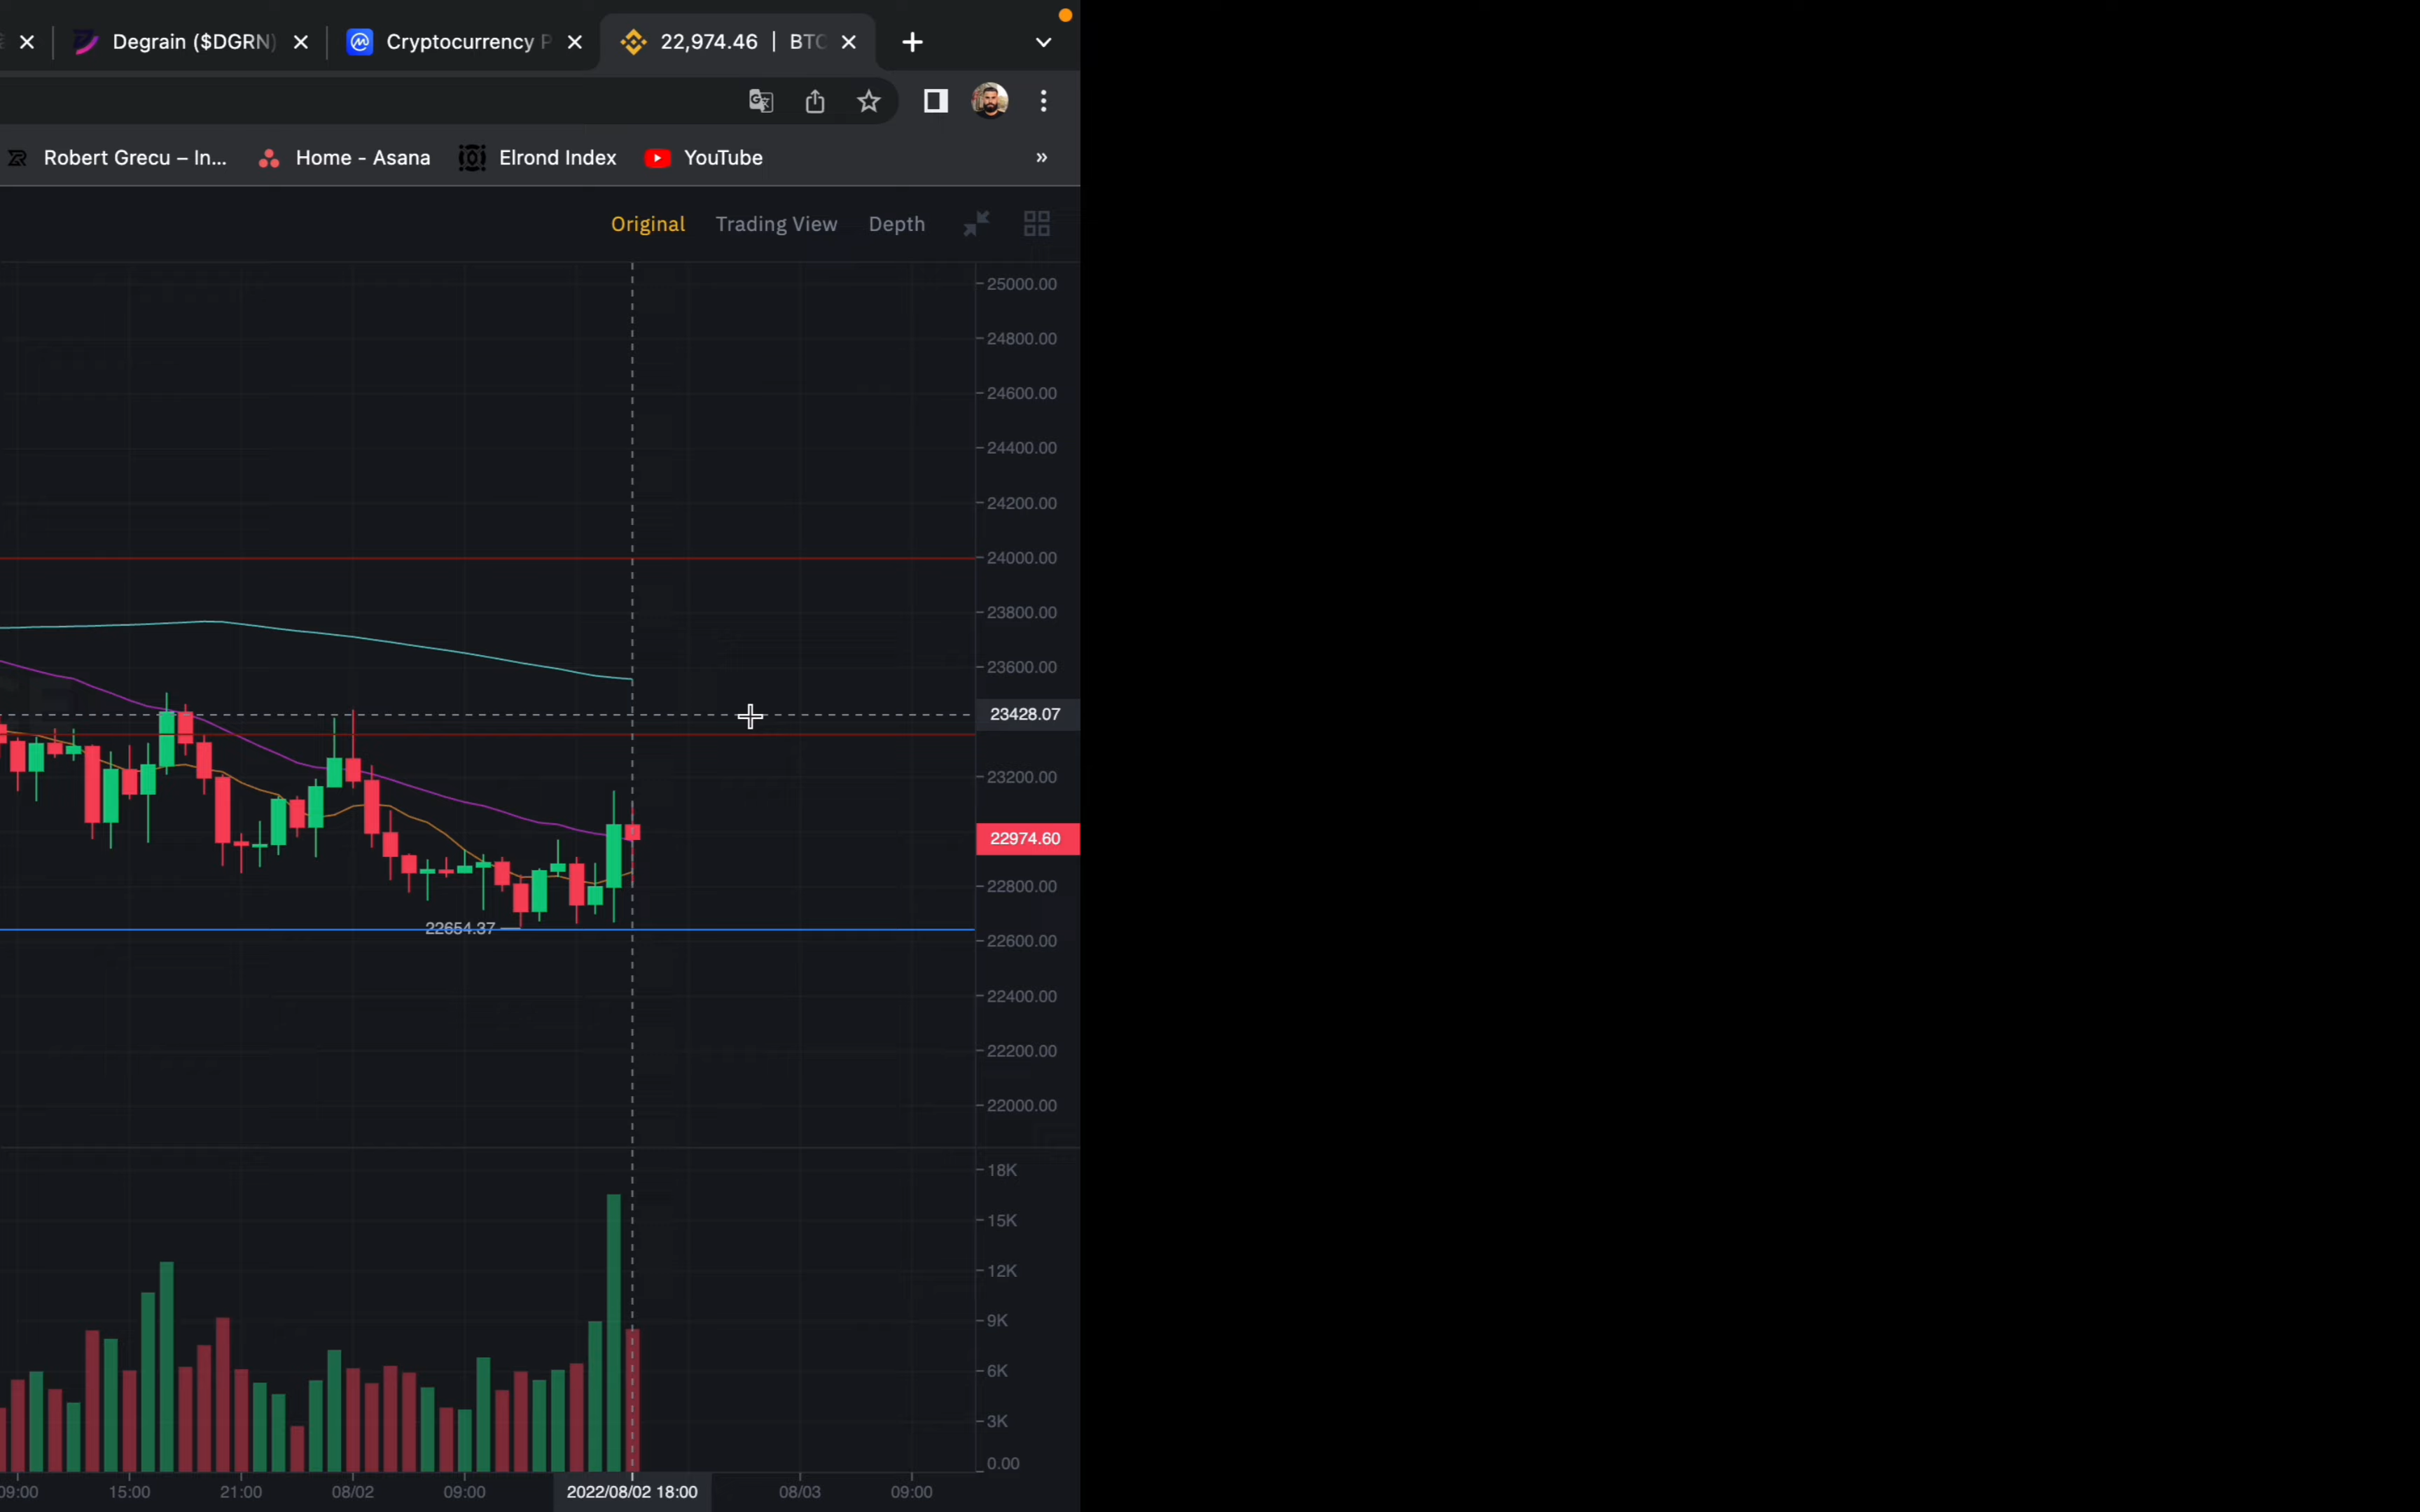 Degrain ($DGRN)
Cryptocurrency P
22,974.46 | BTC
Robert Grecu – In...
Home - Asana
Elrond Index
YouTube
»
Original
Trading View
Depth
25000.00
24800.00
24600.00
24400.00
24200.00
24000.00
23800.00
23600.00
23428.07
23200.00
22974.60
22800.00
22654.37
22600.00
22400.00
22200.00
22000.00
18K
15K
12K
9K
6K
3K
0.00
09:00 15:00 21:00 08/02 09:00 2022/08/02 18:00 08/03 09:00